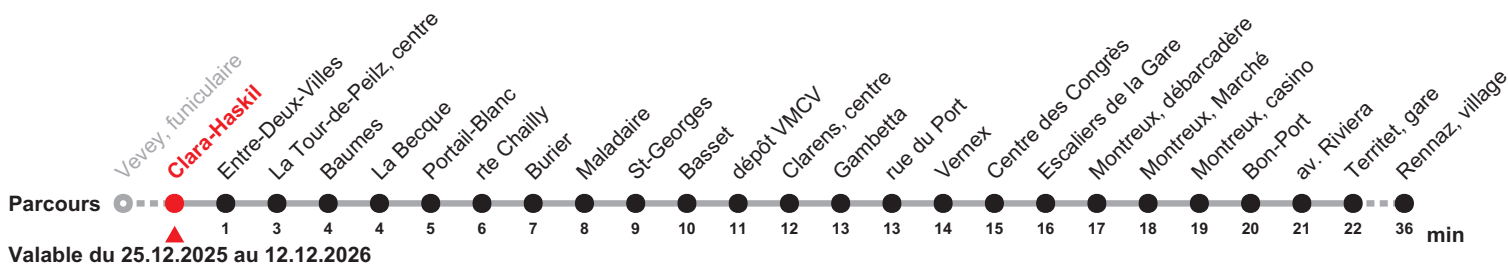 Vevey, funiculaire
Clara-Haskil
Entre-Deux-Villes
La Tour-de-Peilz, centre
Baumes
La Becque
Portail-Blanc
rte Chailly
Burier
Maladaire
St-Georges
Basset
dépôt VMCV
Clarens, centre
Gambetta
rue du Port
Vernex
Centre des Congrès
Escaliers de la Gare
Montreux, débarcadère
Montreux, Marché
Montreux, casino
Bon-Port
av. Riviera
Territet, gare
Rennaz, village
Parcours
1 3 4 4 5 6 7 8 9 10 11 12 13 13 14 15 16 17 18 19 20 21 22 36 min
Valable du 25.12.2025 au 12.12.2026